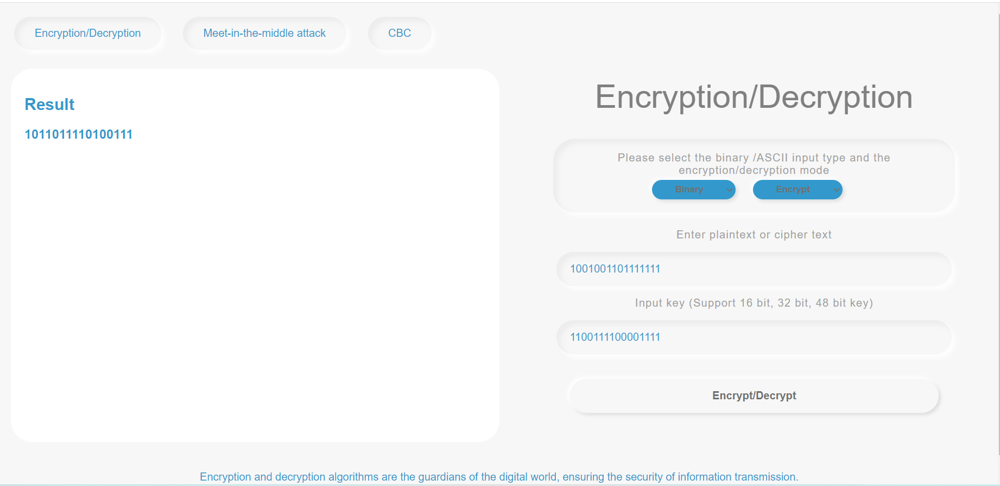 Encryption/Decryption
Meet-in-the-middle attack
CBC
Result
1011011110100111
Encryption/Decryption
Please select the binary /ASCII input type and the
encryption/decryption mode
Binary
Encrypt
Enter plaintext or cipher text
1001001101111111
Input key (Support 16 bit, 32 bit, 48 bit key)
1100111100001111
Encrypt/Decrypt
Encryption and decryption algorithms are the guardians of the digital world, ensuring the security of information transmission.